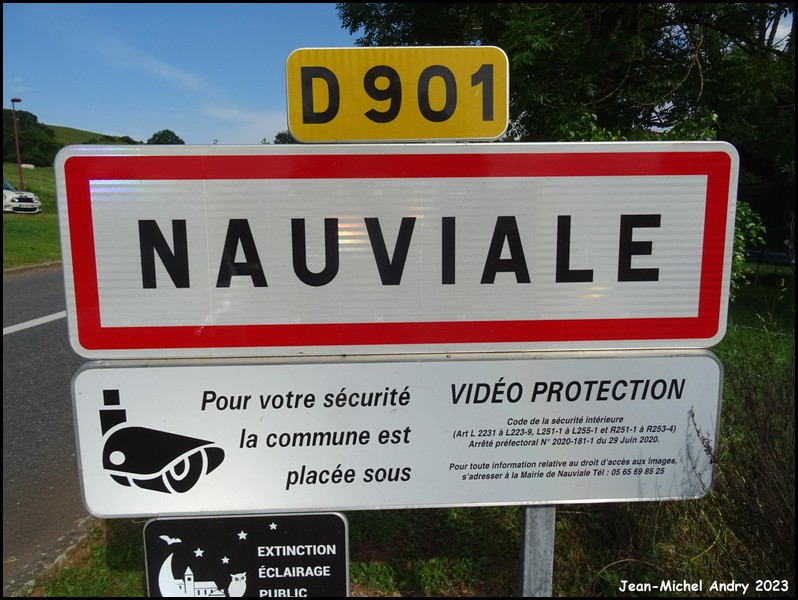 D 901
NAUVIALE
Pour votre sécurité
la commune est
placée sous
VIDÉO PROTECTION
Code de la sécurité intérieure
(Art L 2231 à L223-9, L251-1 à L255-1 et R251-1 à R253-4)
Arrêté préfectoral N° 2020-181-1 du 29 Juin 2020.
Pour toute information relative au droit d'accès aux Images,
s'adresser à la Mairie de Nauviale Tél : 05 65 69 85 25
EXTINCTION
ÉCLAIRAGE
PUBLIC
Jean-Michel Andry 2023